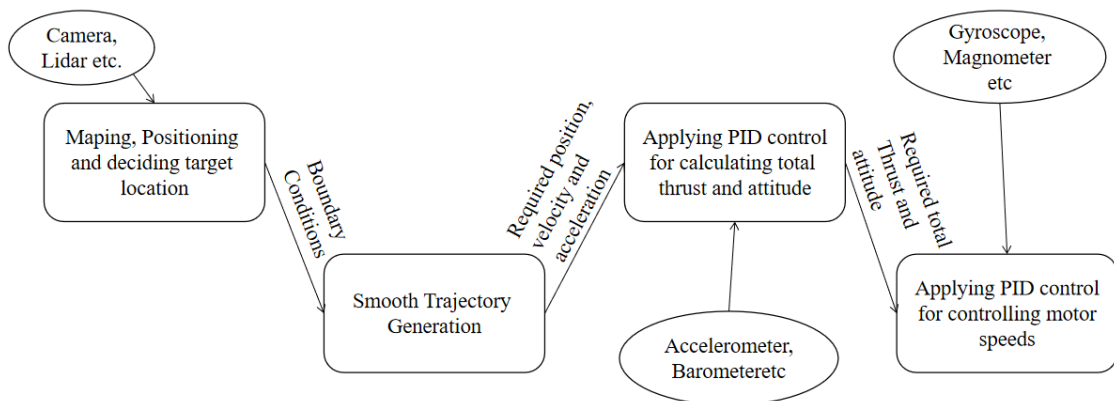 Camera,
Lidar etc.
Maping, Positioning
and deciding target
location
Boundary
Conditions
Smooth Trajectory
Generation
Required position,
velocity and
acceleration
Applying PID control
for calculating total
thrust and attitude
Accelerometer,
Barometeretc
Required total
Thrust and
attitude
Gyroscope,
Magnometer
etc
Applying PID control
for controlling motor
speeds